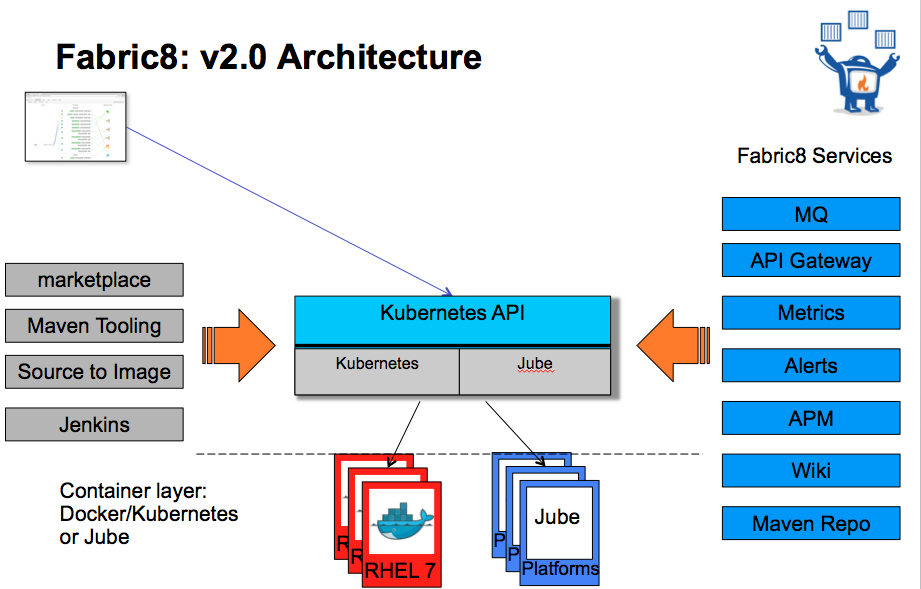 Fabric8: v2.0 Architecture
Fabric8 Services
MQ
API Gateway
Metrics
Alerts
APM
Wiki
Maven Repo
marketplace
Maven Tooling
Source to Image
Jenkins
Kubernetes API
Kubernetes
Jube
Container layer:
Docker/Kubernetes
or Jube
R
R
RHEL 7
P
P
Jube
Platforms